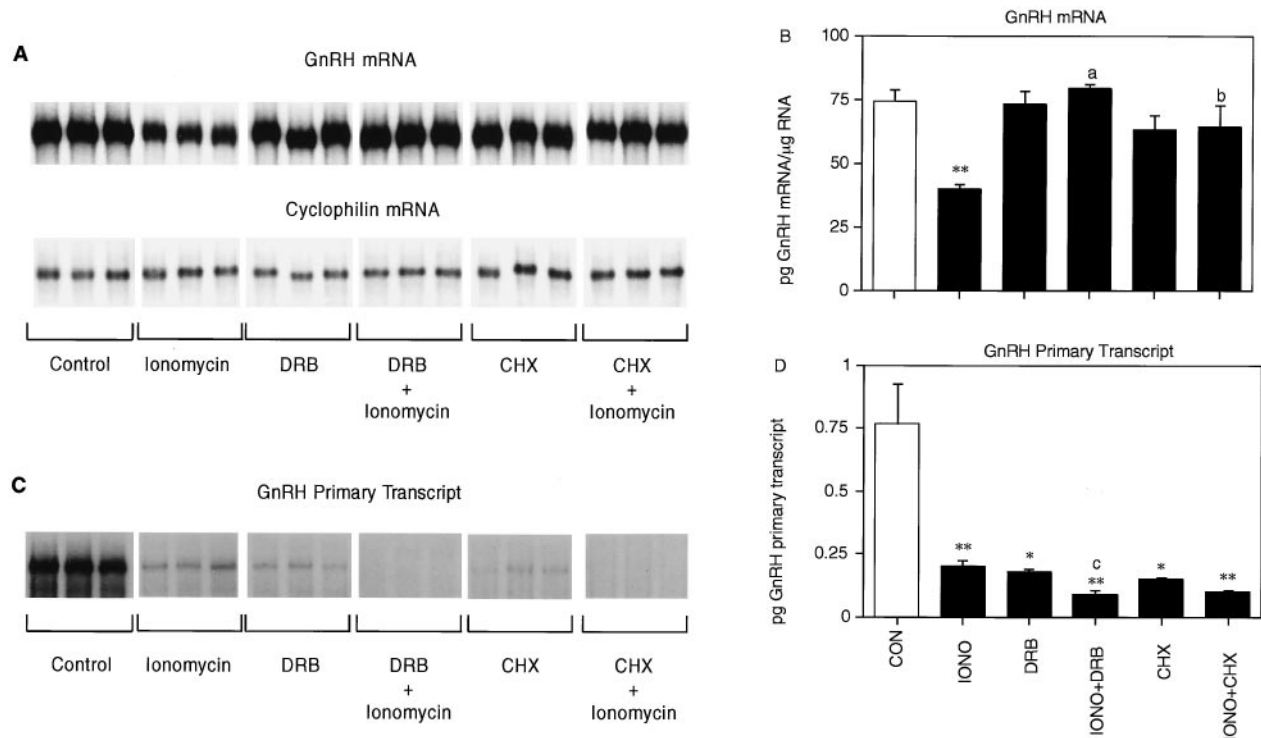 A
GnRH mRNA
Cyclophilin mRNA
Control
Ionomycin
DRB
DRB + Ionomycin
CHX
CHX + Ionomycin
C
GnRH Primary Transcript
Control
Ionomycin
DRB
DRB + Ionomycin
CHX
CHX + Ionomycin
B
GnRH mRNA
pg GnRH mRNA/µg RNA
100
75
50
25
0
**
a
b
D
GnRH Primary Transcript
pg GnRH primary transcript
1
0.75
0.5
0.25
0
**
*
c
**
*
**
CON
IONO
DRB
IONO+DRB
CHX
IONO+CHX